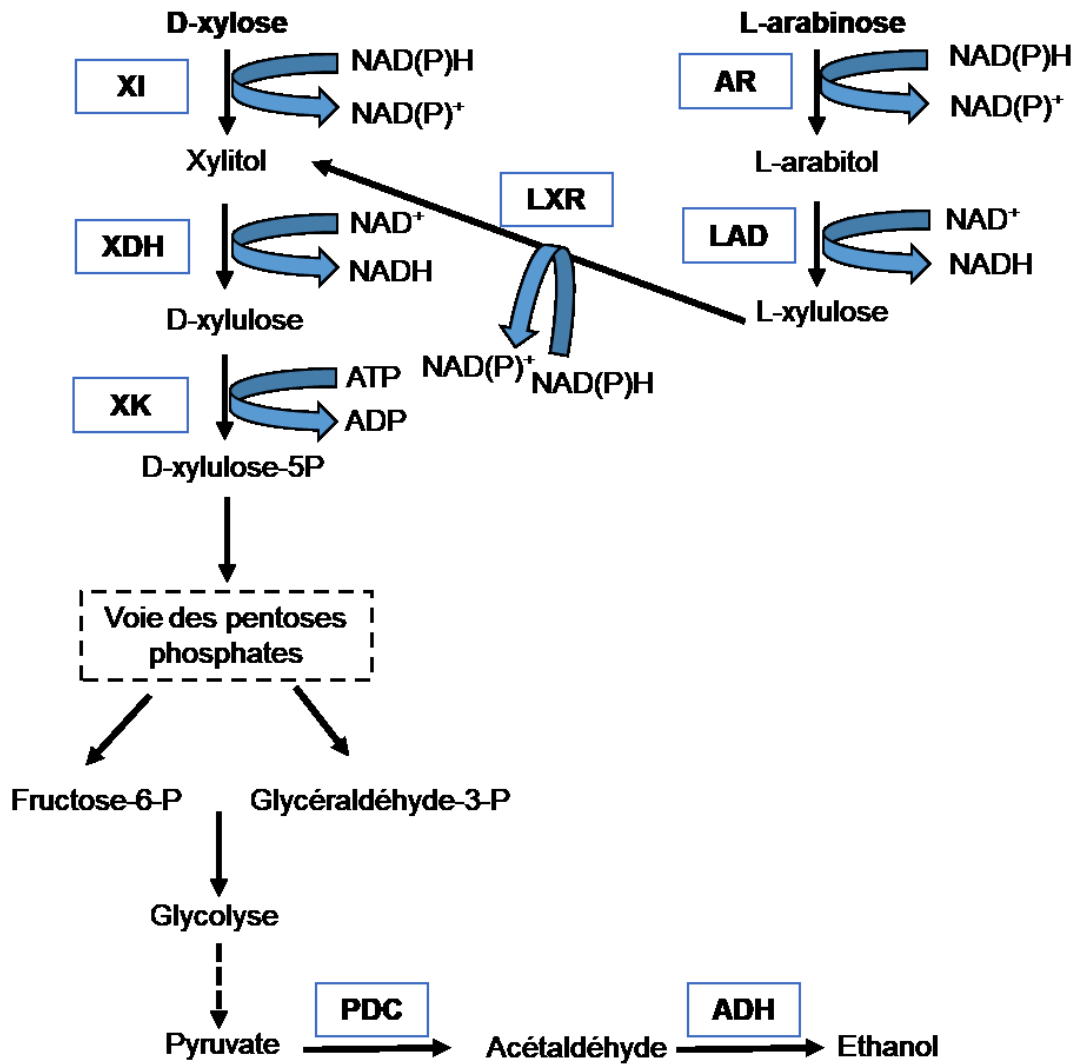 D-xylose
L-arabinose
XI
NAD(P)H
NAD(P)⁺
AR
NAD(P)H
NAD(P)⁺
Xylitol
L-arabitol
LXR
XDH
NAD⁺
NADH
LAD
NAD⁺
NADH
D-xylulose
L-xylulose
NAD(P)⁺
NAD(P)H
XK
ATP
ADP
D-xylulose-5P
Voie des pentoses
phosphates
Fructose-6-P
Glycéraldéhyde-3-P
Glycolyse
PDC
ADH
Pyruvate
Acétaldéhyde
Ethanol